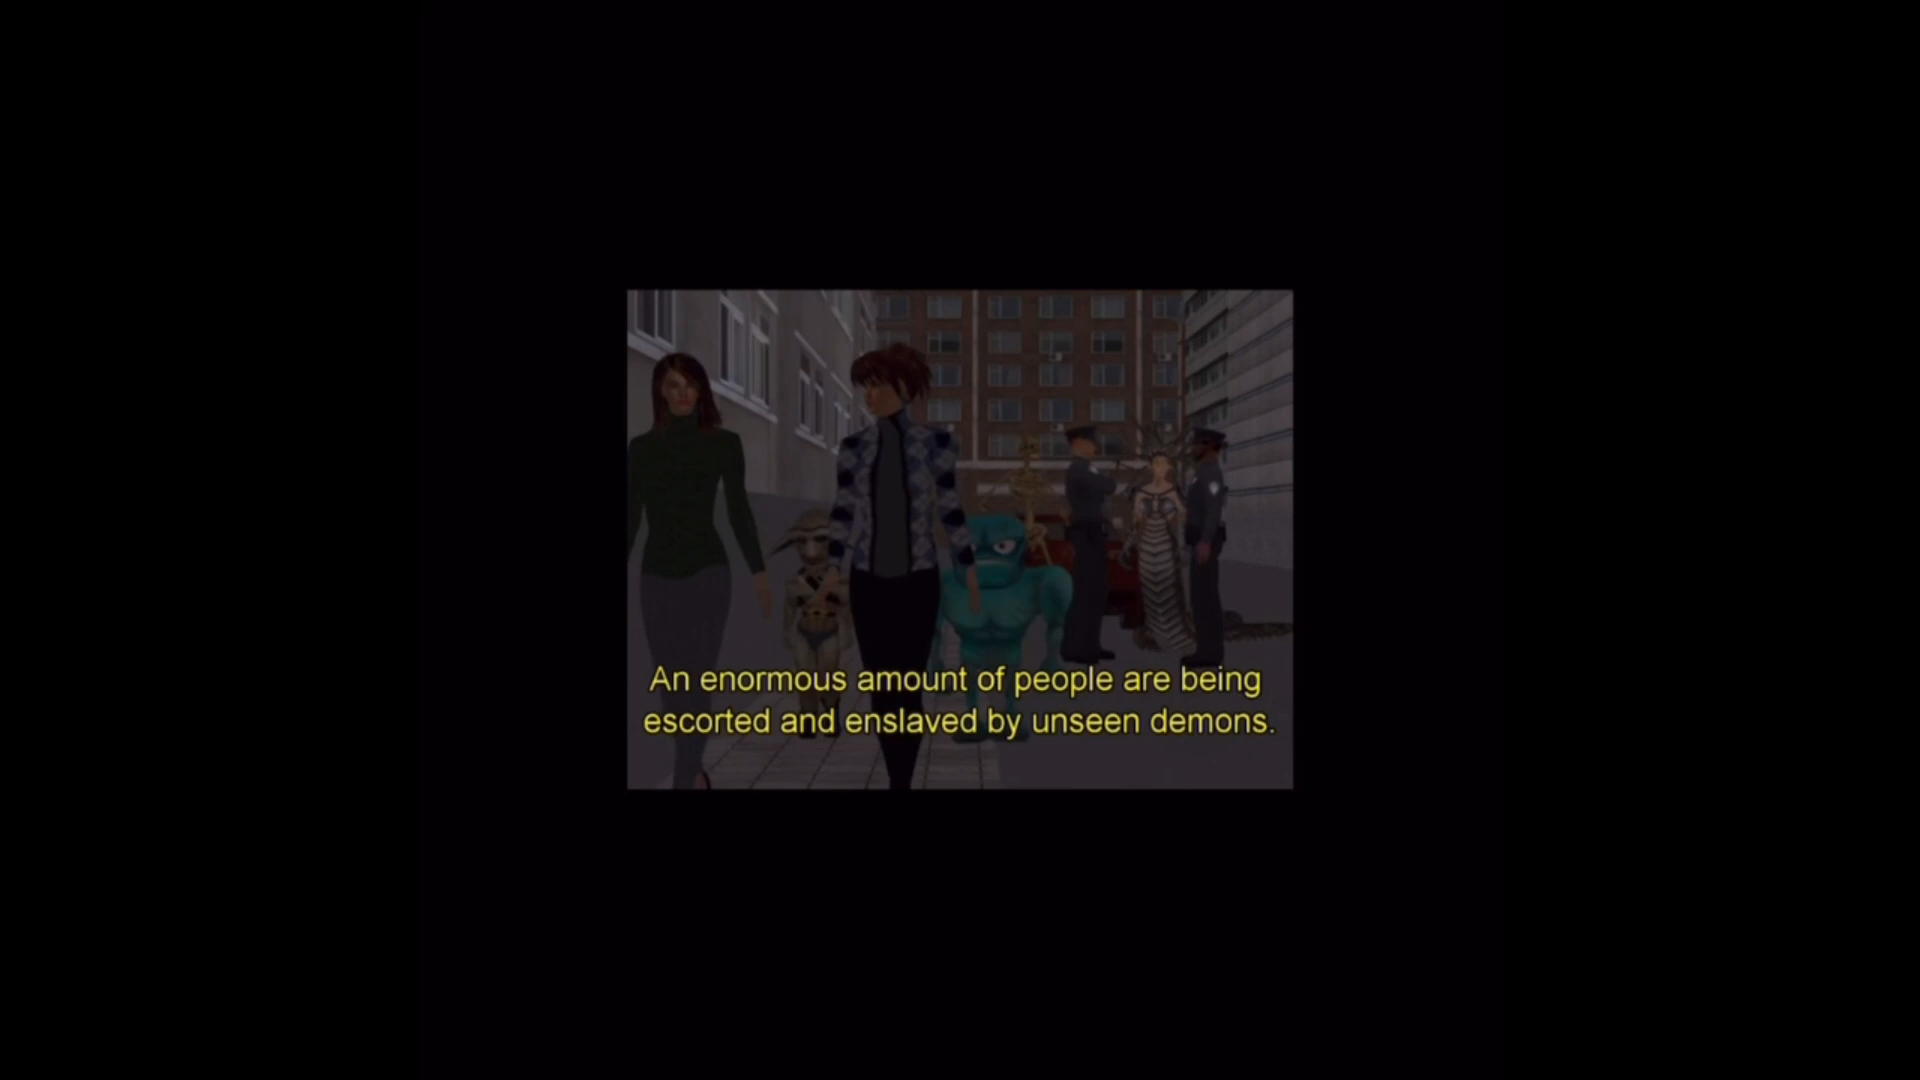 An enormous amount of people are being
escorted and enslaved by unseen demons.